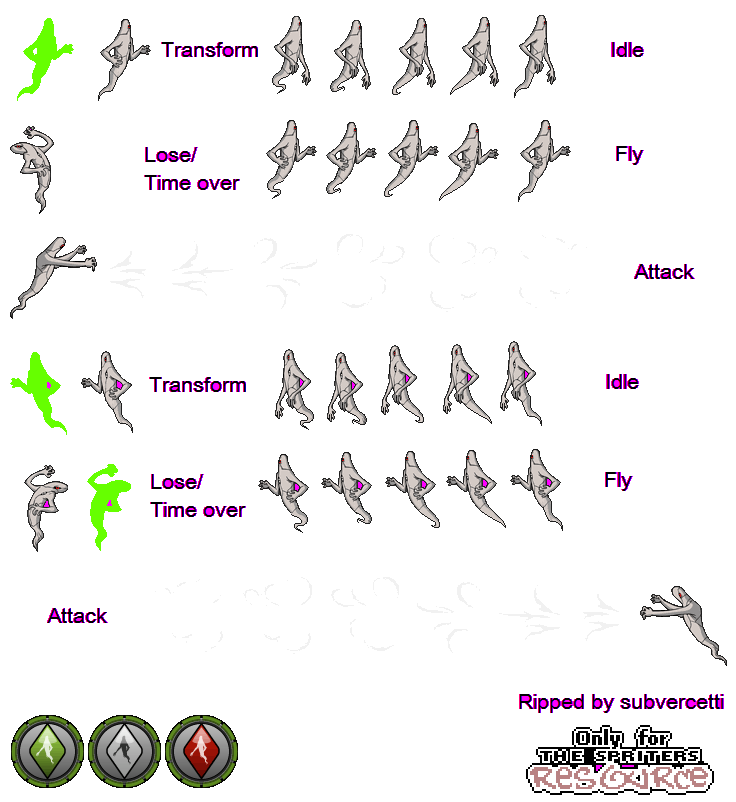 Transform
Idle
Lose/
Time over
Fly
Attack
Transform
Idle
Lose/
Time over
Fly
Attack
Ripped by subvercetti
Only for
THE SPRITERS
RESOURCE